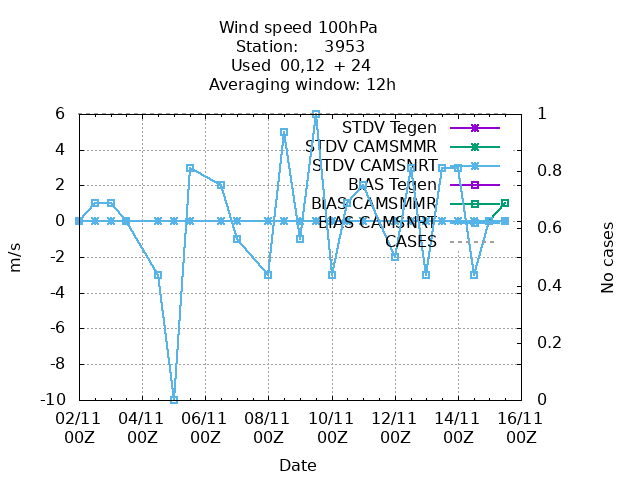 Wind speed 100hPa
Station:     3953
Used  00,12  + 24
Averaging window: 12h
6 1
STDV Tegen
STDV CAMSMMR
4
STDV CAMSNRT
0.8
2 BIAS Tegen
BIAS CAMSMMR
0 BIAS CAMSNRT 0.6
CASES
-2
m/s No cases
-4 0.4
-6 0.2
-8
-10 0
02/11 04/11 06/11 08/11 10/11 12/11 14/11 16/11
00Z 00Z 00Z 00Z 00Z 00Z 00Z 00Z
Date